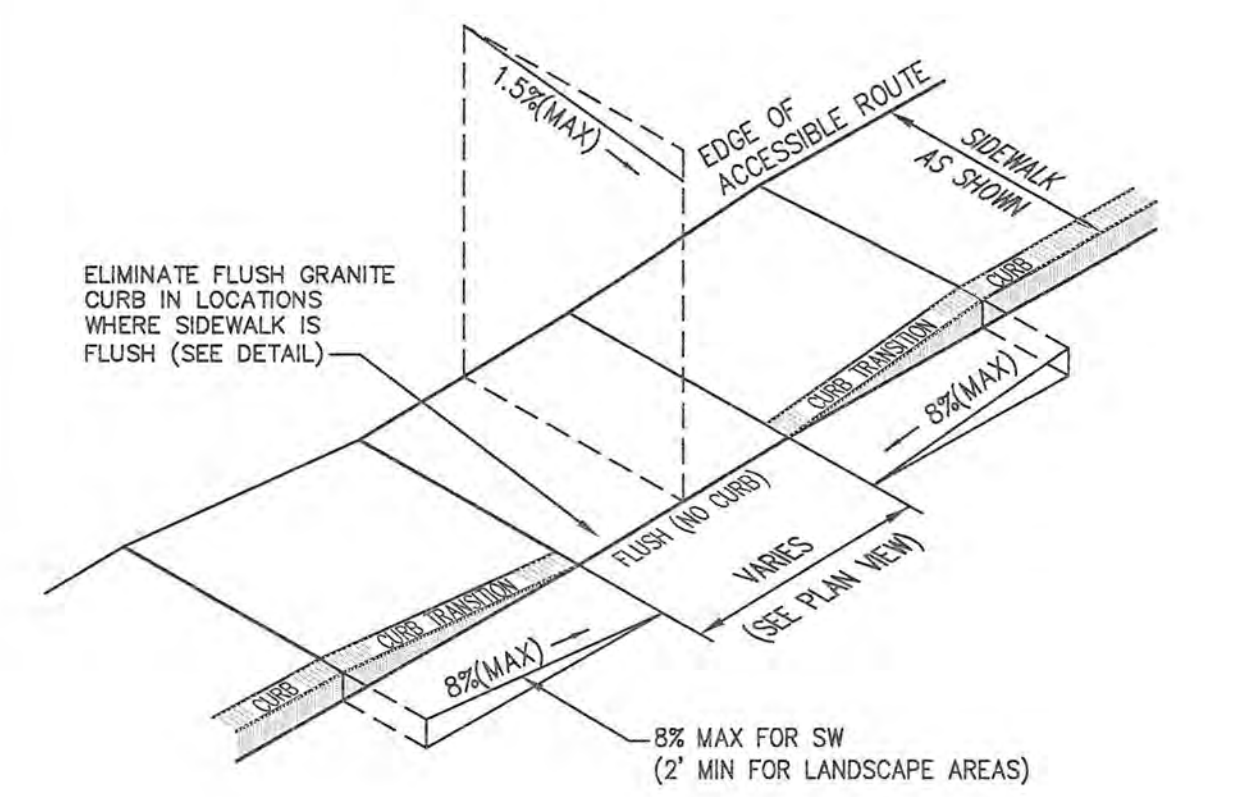 1.5%(MAX)
EDGE OF
ACCESSIBLE ROUTE
SIDEWALK
AS SHOWN
ELIMINATE FLUSH GRANITE
CURB IN LOCATIONS
WHERE SIDEWALK IS
FLUSH (SEE DETAIL)
CURB
CURB TRANSITION
8%(MAX)
FLUSH (NO CURB)
VARIES
(SEE PLAN VIEW)
CURB TRANSITION
CURB
8%(MAX)
8% MAX FOR SW
(2' MIN FOR LANDSCAPE AREAS)